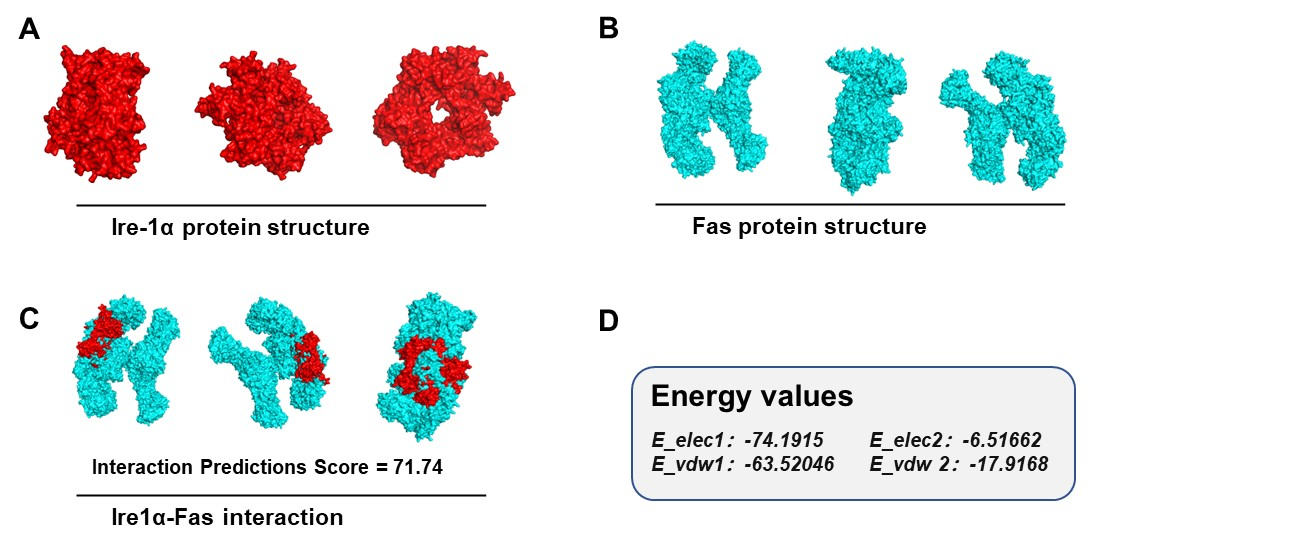 A
B
Ire-1α protein structure
Fas protein structure
C
D
Energy values
E_elec1: -74.1915 E_elec2: -6.51662
E_vdw1: -63.52046 E_vdw 2: -17.9168
Interaction Predictions Score = 71.74
Ire1α-Fas interaction